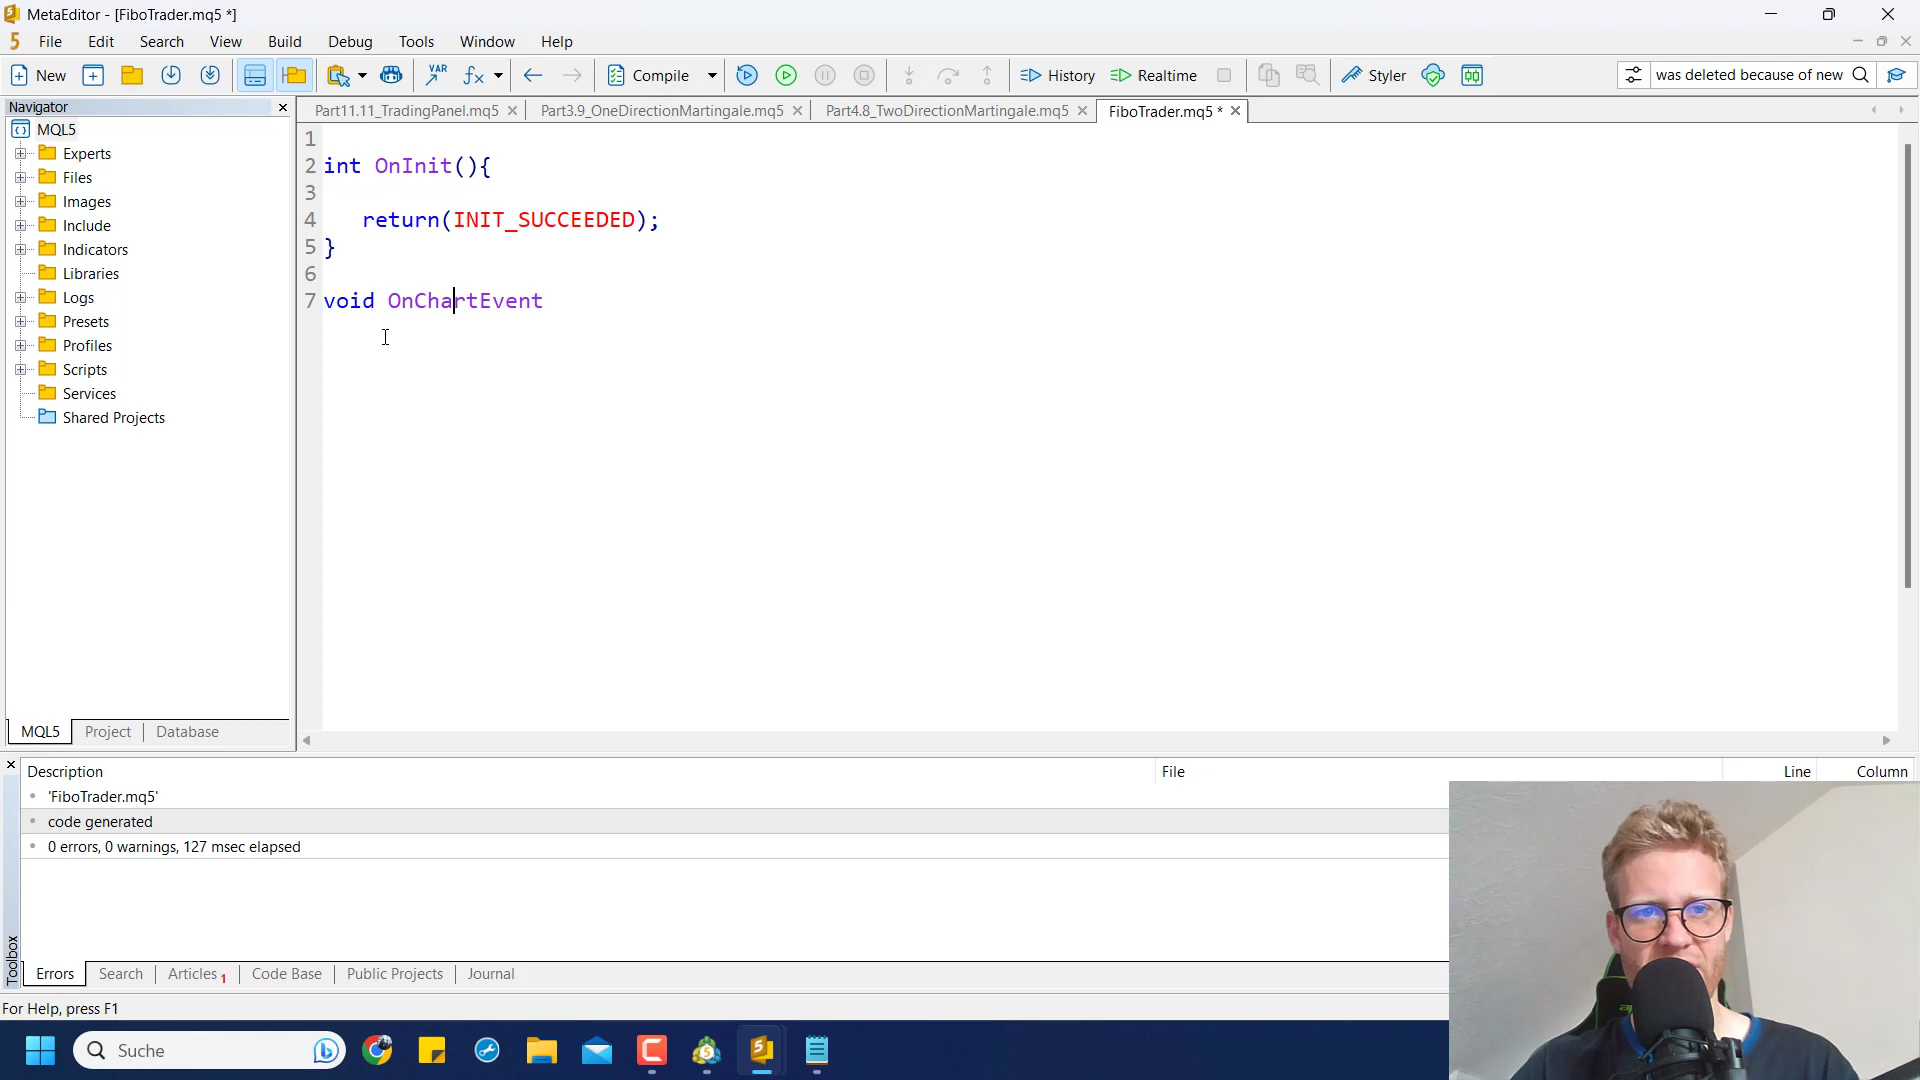 MetaEditor - [FiboTrader.mq5 *]
5 File Edit Search View Build Debug Tools Window Help
New VAR fx Compile History Realtime Styler was deleted because of new
Navigator
Part11.11_TradingPanel.mq5 Part3.9_OneDirectionMartingale.mq5 Part4.8_TwoDirectionMartingale.mq5 FiboTrader.mq5 *
MQL5
Experts
Files
Images
Include
Indicators
Libraries
Logs
Presets
Profiles
Scripts
Services
Shared Projects
MQL5 Project Database
1
2 int OnInit(){
3
4 return(INIT_SUCCEEDED);
5 }
6
7 void OnChartEvent
Description File Line Column
'FiboTrader.mq5'
code generated
0 errors, 0 warnings, 127 msec elapsed
Toolbox
Errors Search Articles 1 Code Base Public Projects Journal
For Help, press F1
Suche